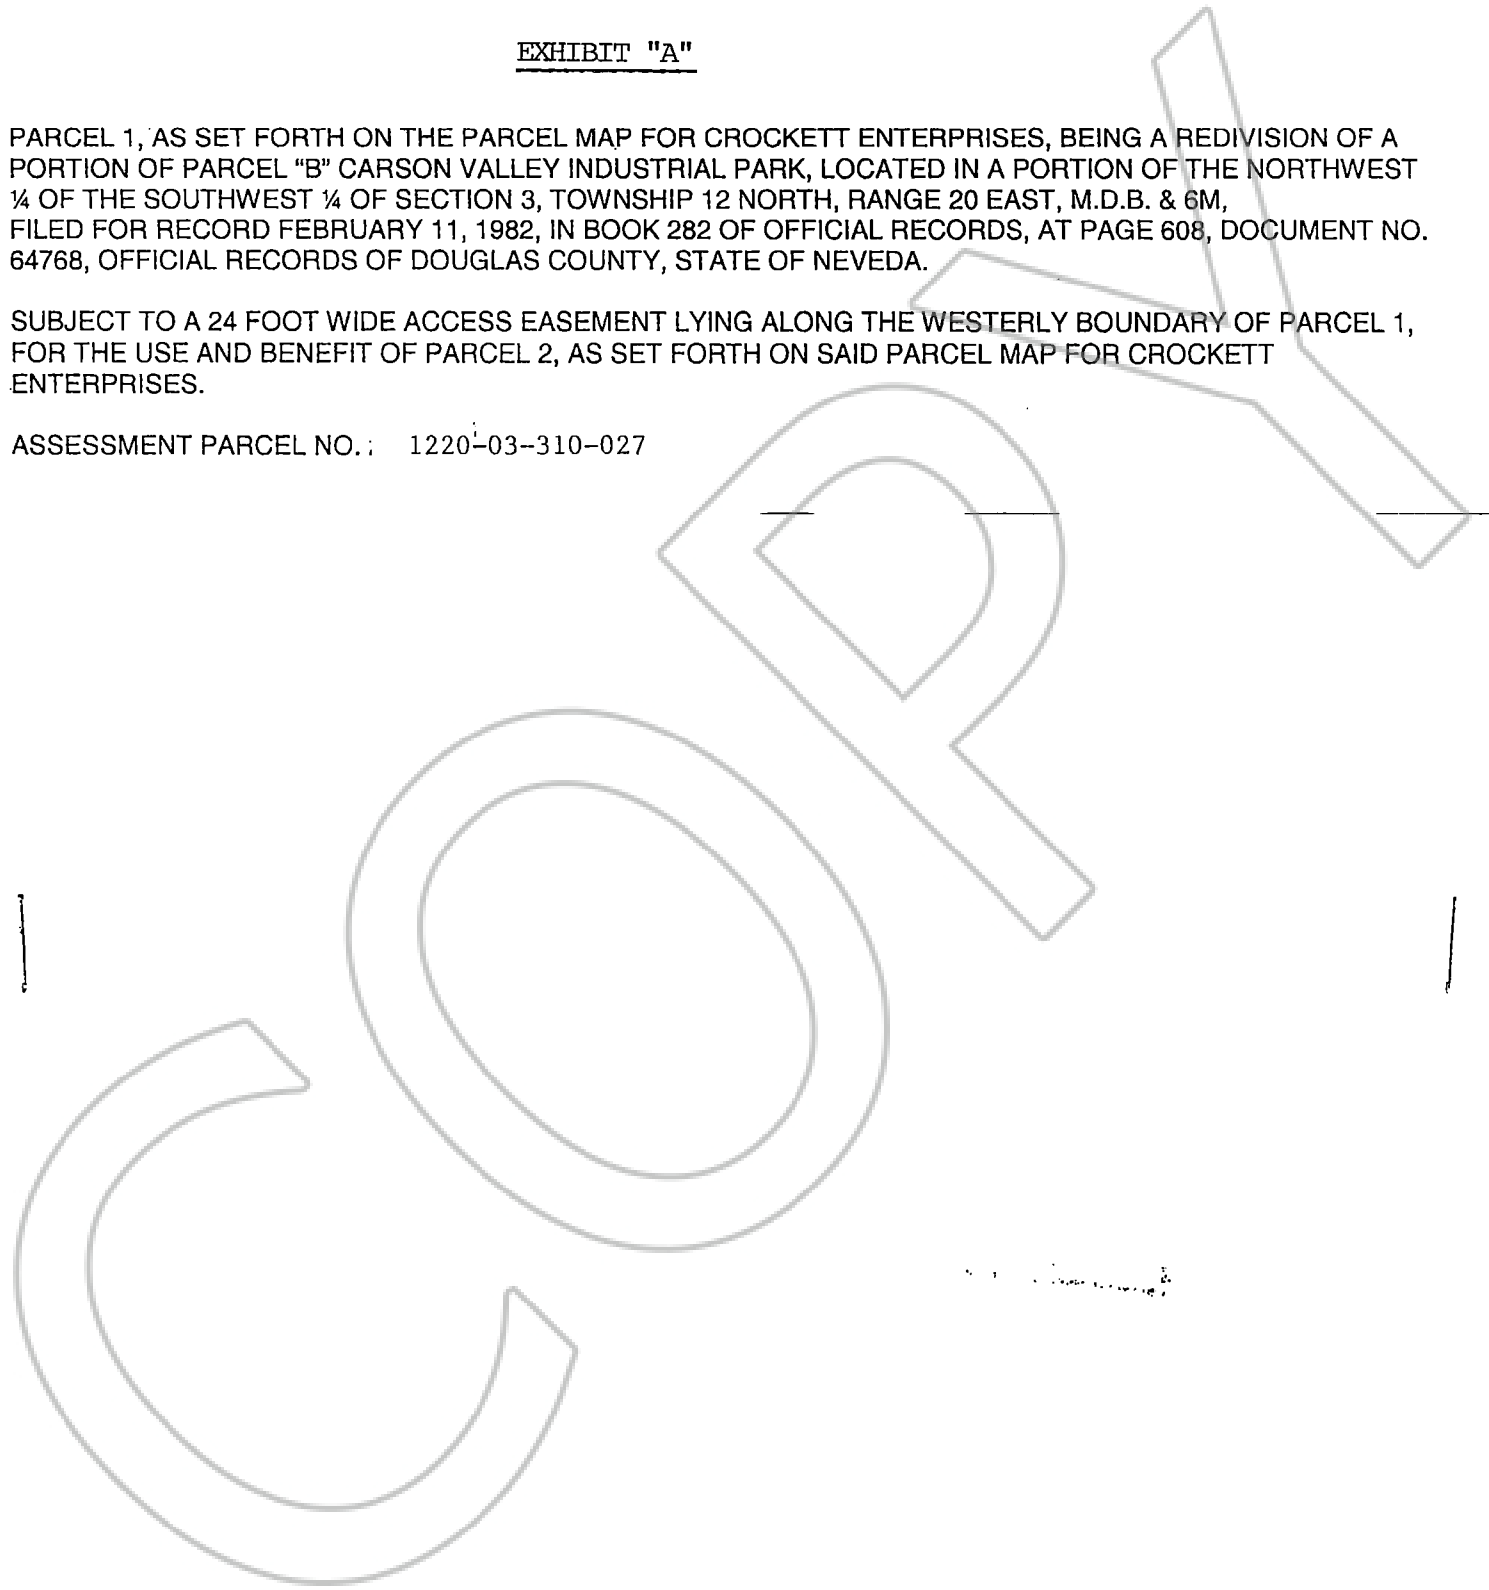 EXHIBIT "A"
PARCEL 1, AS SET FORTH ON THE PARCEL MAP FOR CROCKETT ENTERPRISES, BEING A REDIVISION OF A
PORTION OF PARCEL "B" CARSON VALLEY INDUSTRIAL PARK, LOCATED IN A PORTION OF THE NORTHWEST
¼ OF THE SOUTHWEST ¼ OF SECTION 3, TOWNSHIP 12 NORTH, RANGE 20 EAST, M.D.B. & 6M,
FILED FOR RECORD FEBRUARY 11, 1982, IN BOOK 282 OF OFFICIAL RECORDS, AT PAGE 608, DOCUMENT NO.
64768, OFFICIAL RECORDS OF DOUGLAS COUNTY, STATE OF NEVEDA.
SUBJECT TO A 24 FOOT WIDE ACCESS EASEMENT LYING ALONG THE WESTERLY BOUNDARY OF PARCEL 1,
FOR THE USE AND BENEFIT OF PARCEL 2, AS SET FORTH ON SAID PARCEL MAP FOR CROCKETT
ENTERPRISES.
ASSESSMENT PARCEL NO.: 1220-03-310-027
COPY